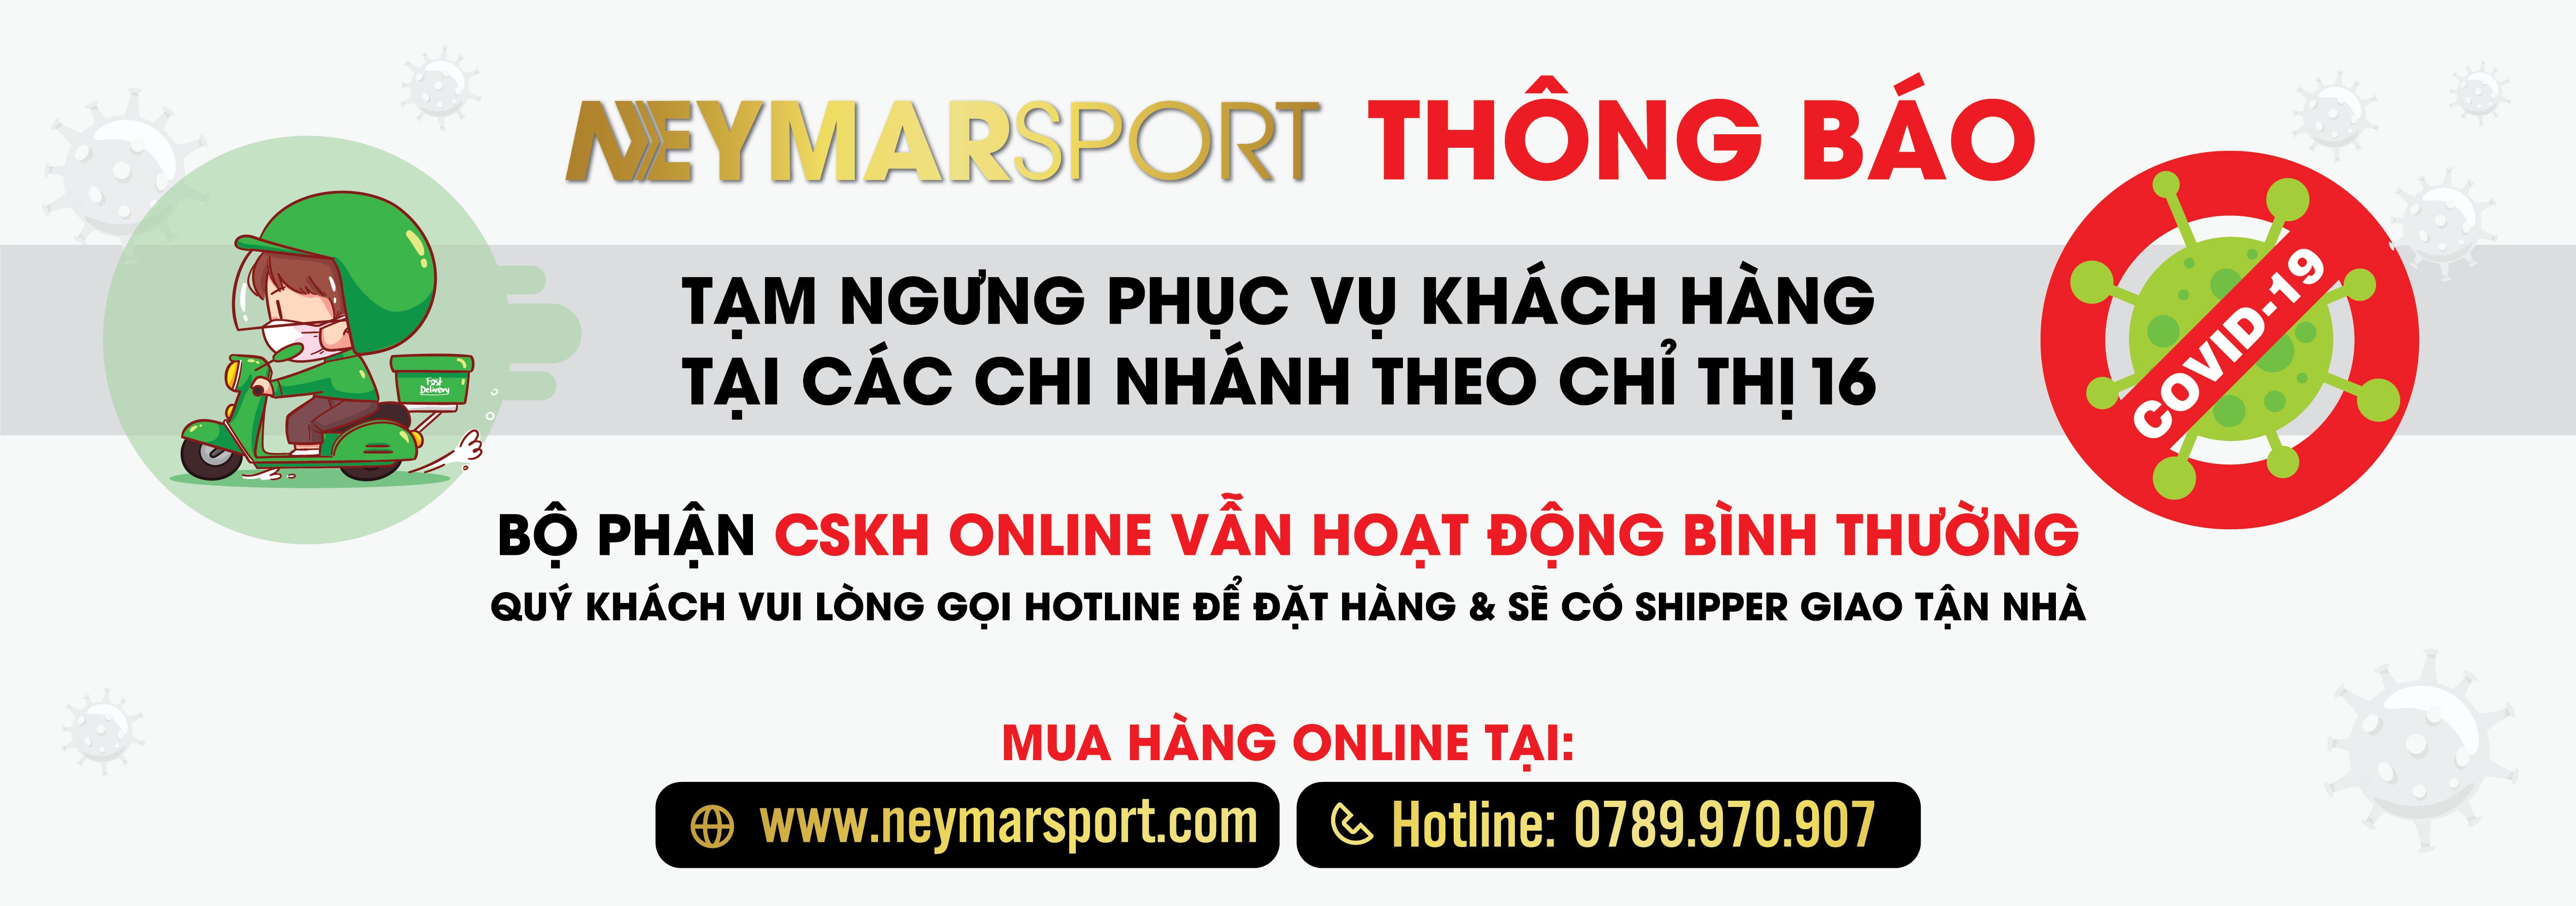 NEYMARSPORT THÔNG BÁO
TẠM NGƯNG PHỤC VỤ KHÁCH HÀNG
TẠI CÁC CHI NHÁNH THEO CHỈ THỊ 16
Fast
Delivery
COVID-19
BỘ PHẬN CSKH ONLINE VẪN HOẠT ĐỘNG BÌNH THƯỜNG
QUÝ KHÁCH VUI LÒNG GỌI HOTLINE ĐỂ ĐẶT HÀNG & SẼ CÓ SHIPPER GIAO TẬN NHÀ
MUA HÀNG ONLINE TẠI:
www.neymarsport.com
Hotline: 0789.970.907